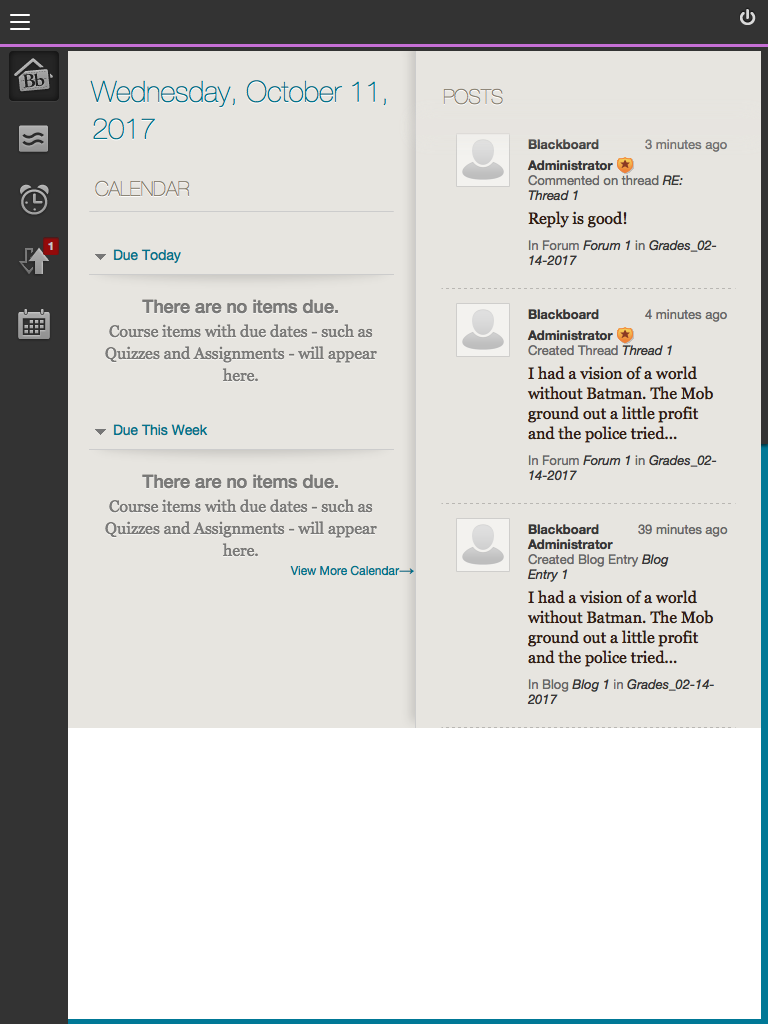 Bb
1
Wednesday, October 11,
2017
CALENDAR
Due Today
There are no items due.
Course items with due dates - such as
Quizzes and Assignments - will appear
here.
Due This Week
There are no items due.
Course items with due dates - such as
Quizzes and Assignments - will appear
here.
View More Calendar→
POSTS
Blackboard 3 minutes ago
Administrator
Commented on thread RE:
Thread 1
Reply is good!
In Forum Forum 1 in Grades_02-
14-2017
Blackboard 4 minutes ago
Administrator
Created Thread Thread 1
I had a vision of a world
without Batman. The Mob
ground out a little profit
and the police tried...
In Forum Forum 1 in Grades_02-
14-2017
Blackboard 39 minutes ago
Administrator
Created Blog Entry Blog
Entry 1
I had a vision of a world
without Batman. The Mob
ground out a little profit
and the police tried...
In Blog Blog 1 in Grades_02-14-
2017